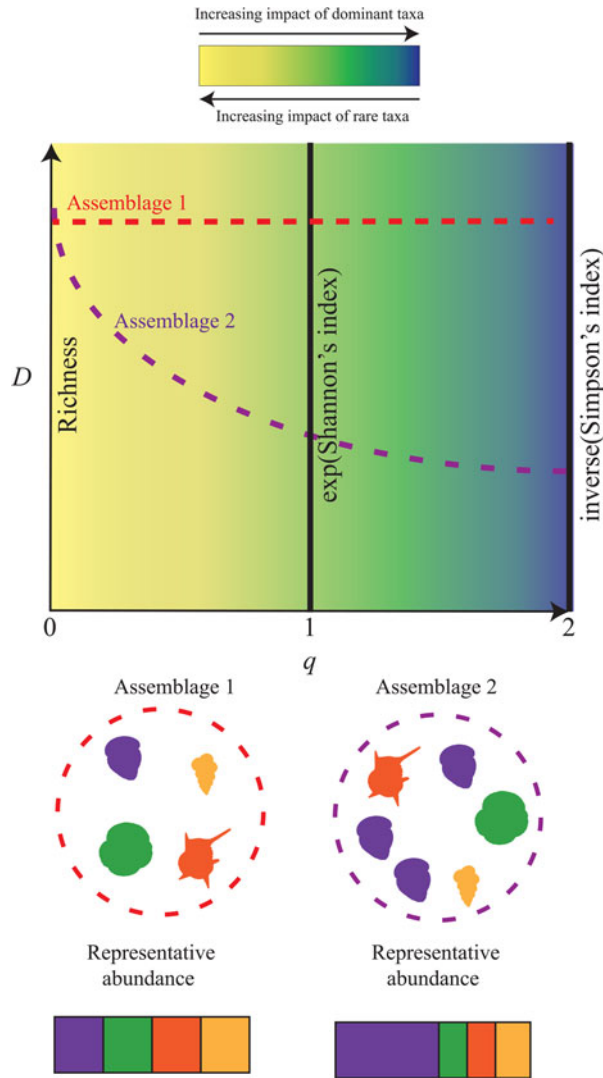 Increasing impact of dominant taxa
Increasing impact of rare taxa
Assemblage 1
Assemblage 2
D
Richness
exp(Shannon's index)
inverse(Simpson's index)
0
1
2
q
Assemblage 1
Assemblage 2
Representative
abundance
Representative
abundance